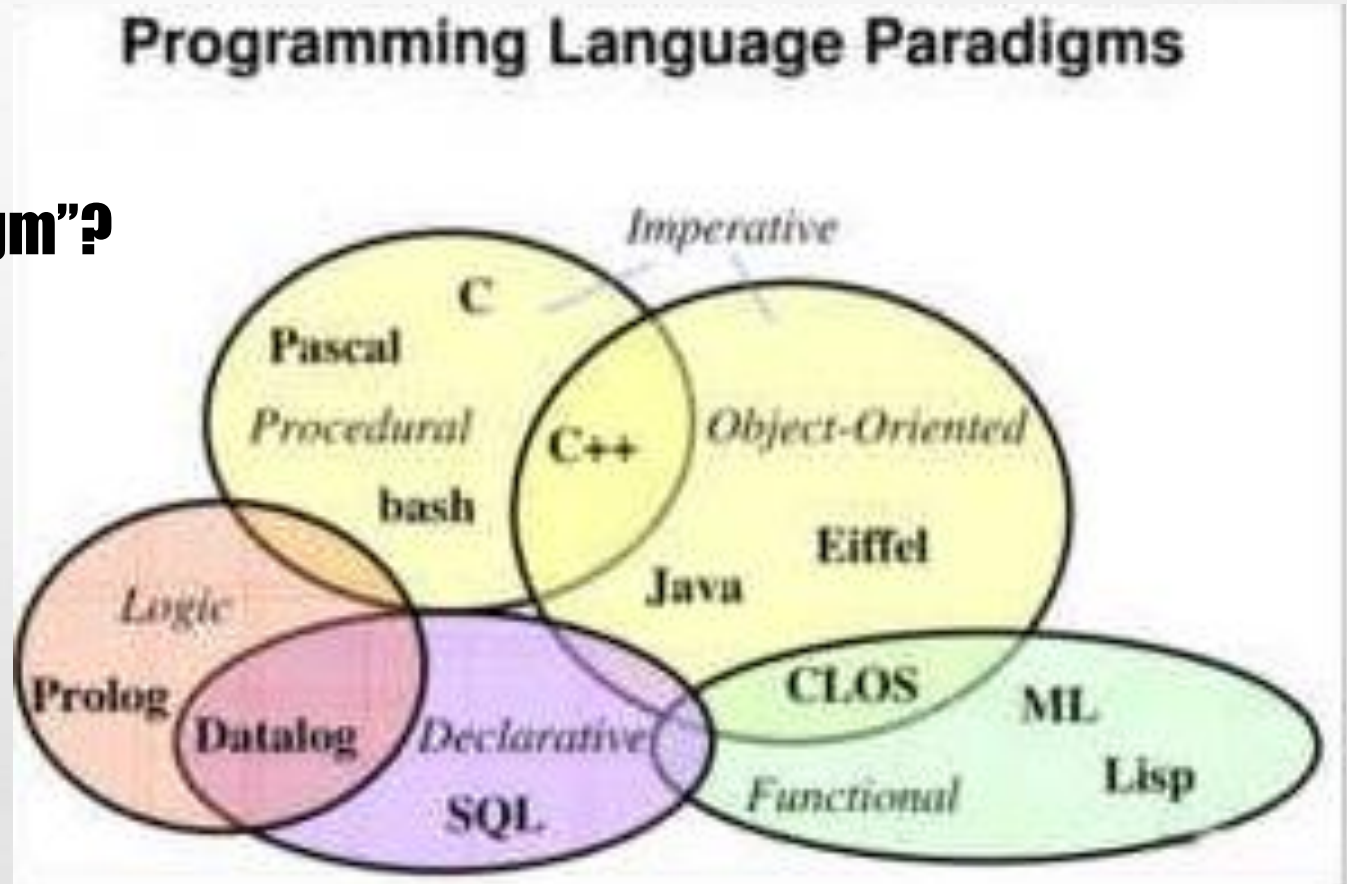 Programming Language Paradigms
gm”?
Imperative
C
Pascal
Procedural
C++
Object-Oriented
bash
Eiffel
Java
Logic
CLOS
Prolog
ML
Datalog
Declarative
Lisp
Functional
SQL